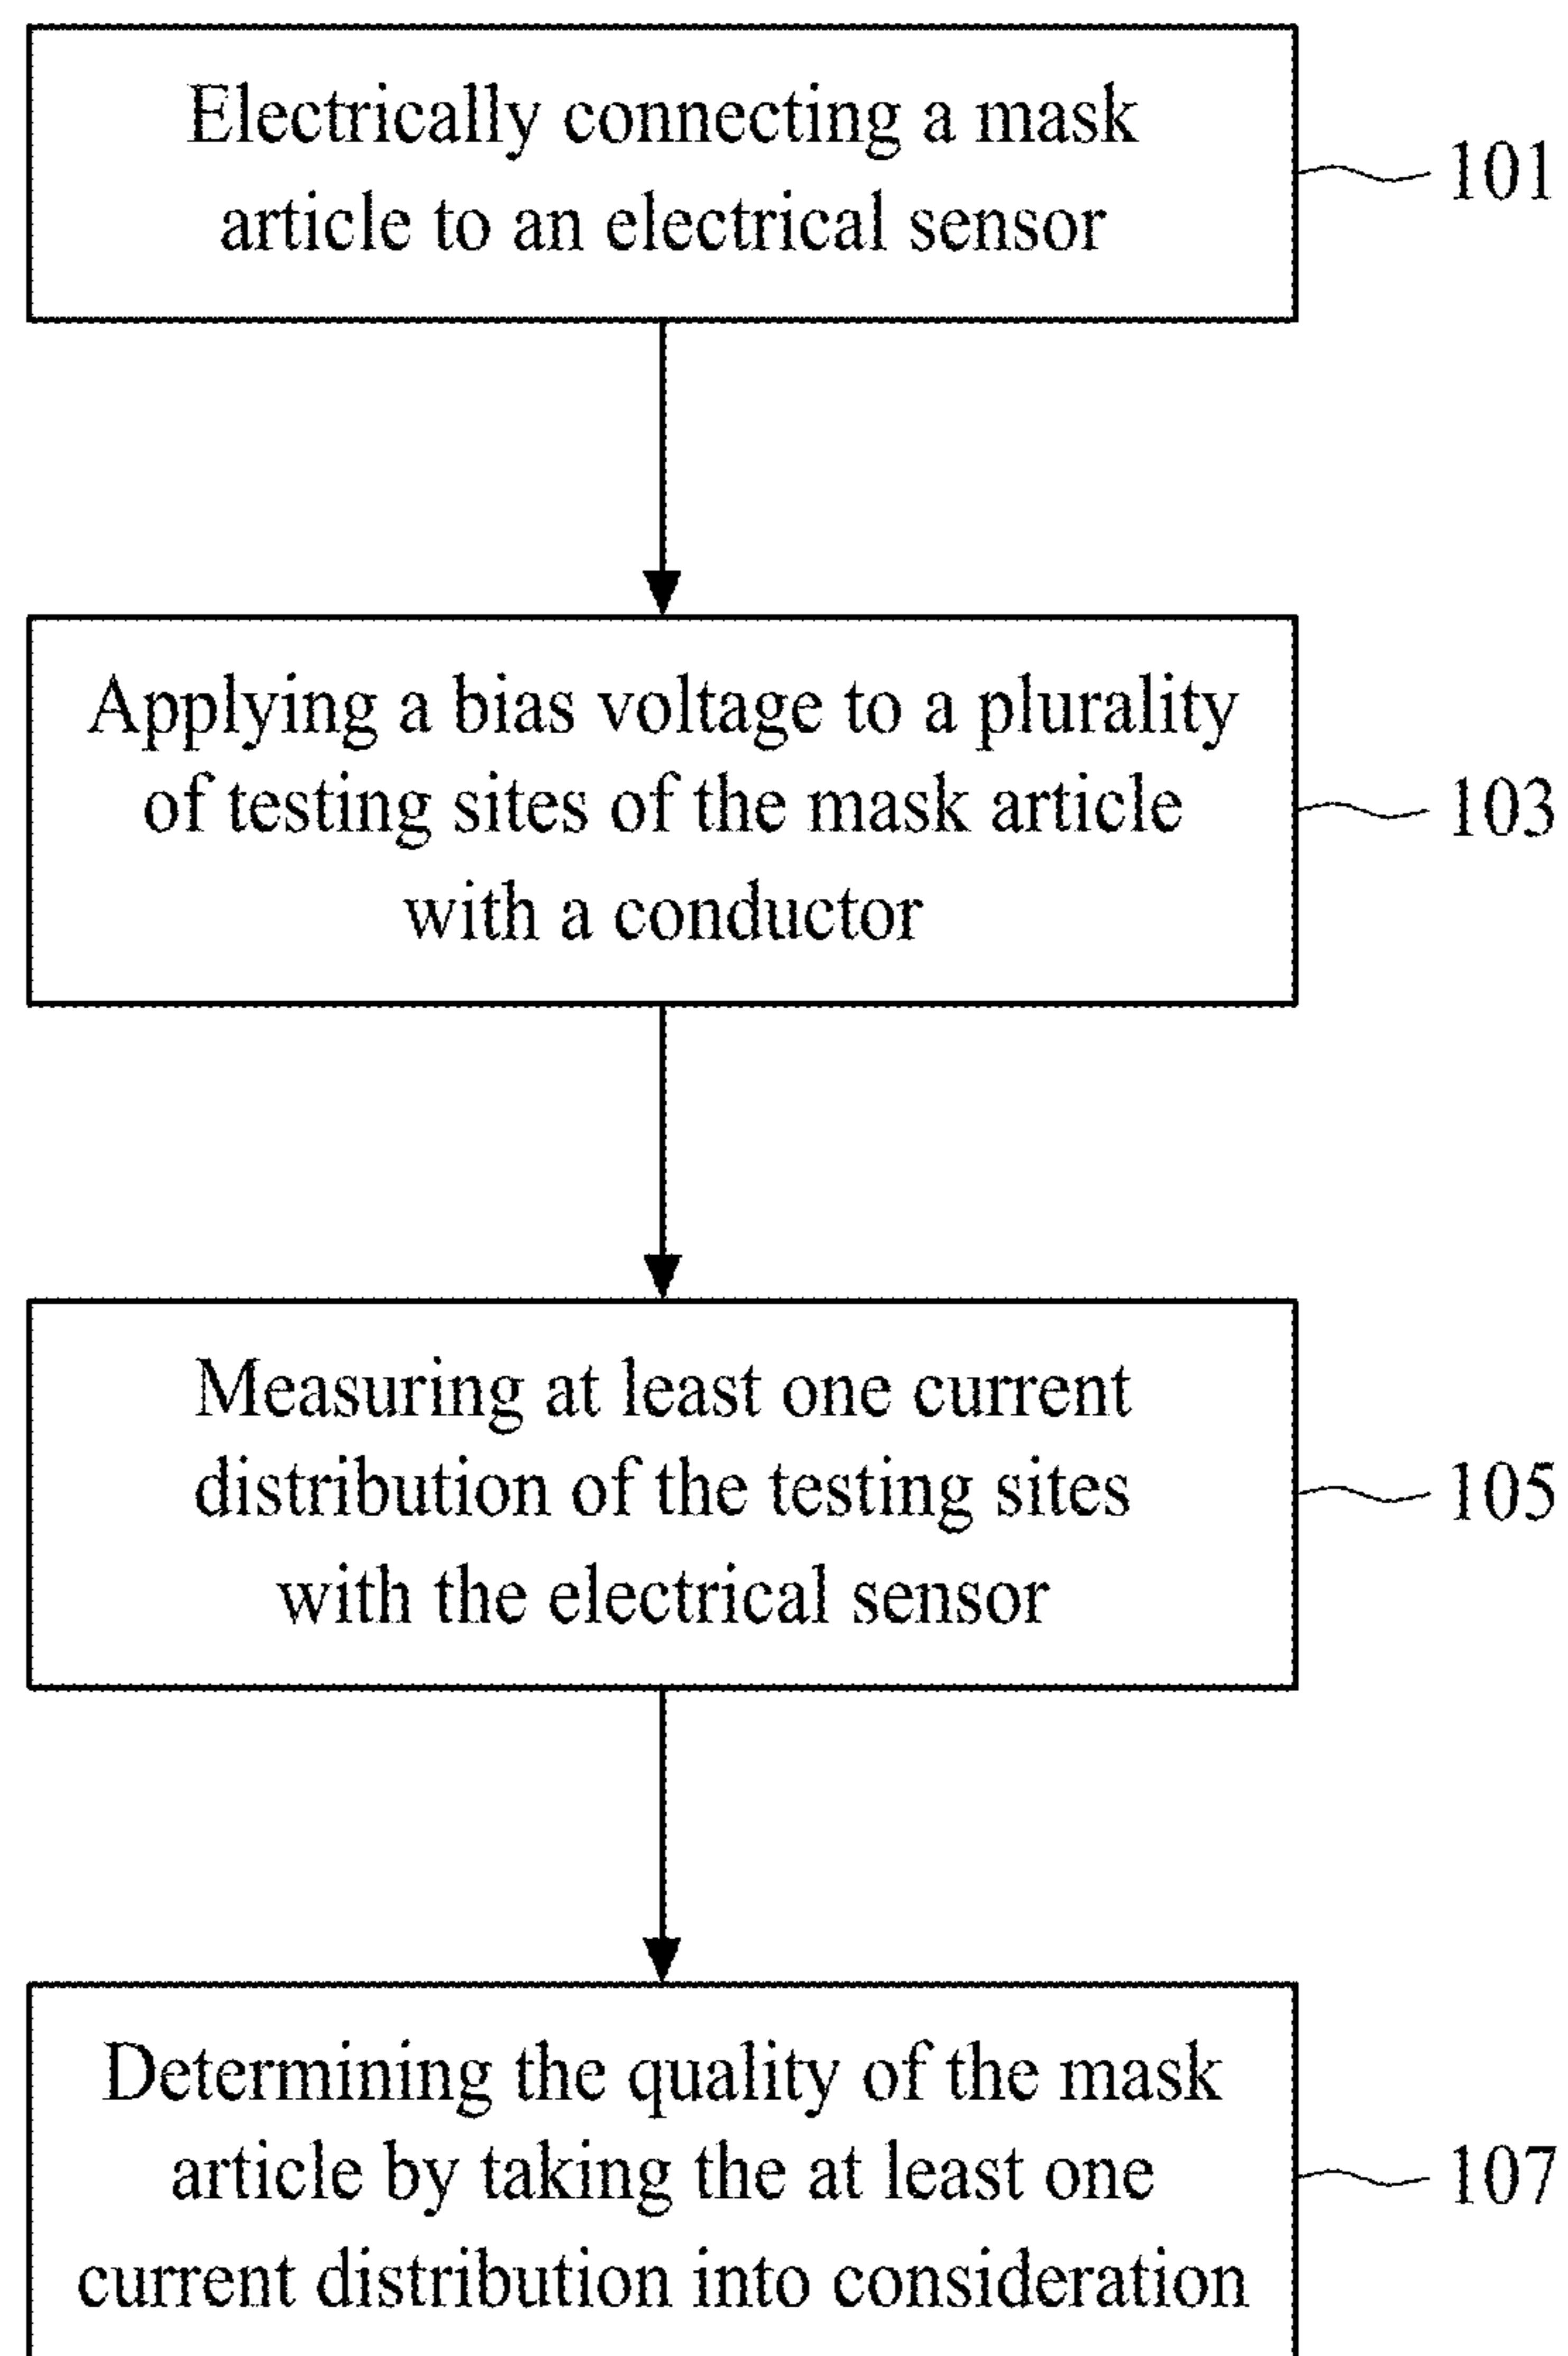 Electrically connecting a mask
article to an electrical sensor
101
Applying a bias voltage to a plurality
of testing sites of the mask article
with a conductor
103
Measuring at least one current
distribution of the testing sites
with the electrical sensor
105
Determining the quality of the mask
article by taking the at least one
current distribution into consideration
107